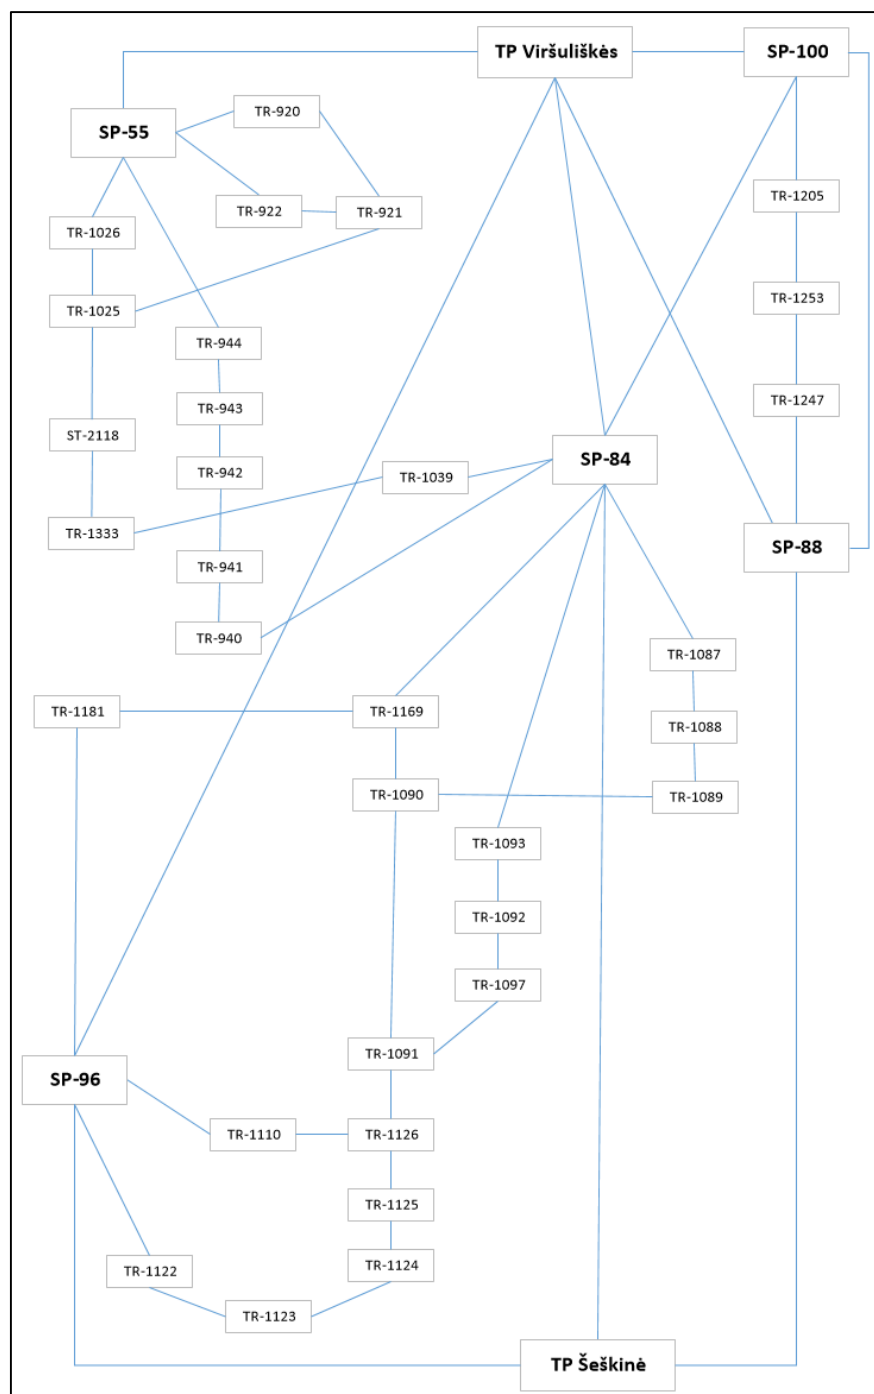 TP Viršuliškės
SP-100
TR-920
SP-55
TR-1205
TR-922
TR-921
TR-1026
TR-1253
TR-1025
TR-944
TR-1247
TR-943
ST-2118
SP-84
TR-942
TR-1039
TR-1333
SP-88
TR-941
TR-940
TR-1087
TR-1181
TR-1169
TR-1088
TR-1090
TR-1089
TR-1093
TR-1092
TR-1097
TR-1091
SP-96
TR-1110
TR-1126
TR-1125
TR-1124
TR-1122
TR-1123
TP Šeškinė